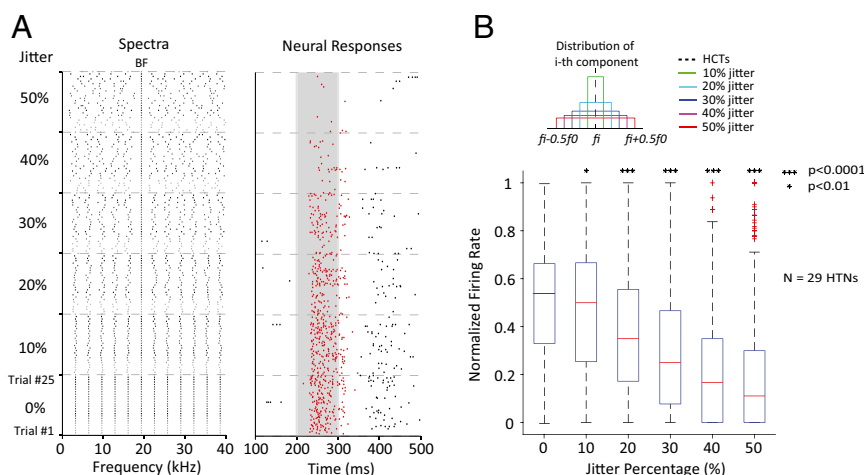 A
Jitter
Spectra
BF
Neural Responses
50%
40%
30%
20%
10%
Trial #25
0%
Trial #1
0 10 20 30 40
Frequency (kHz)
100 200 300 400 500
Time (ms)
B
Distribution of
i-th component
fi-0.5f0 fi fi+0.5f0
HCTs
10% jitter
20% jitter
30% jitter
40% jitter
50% jitter
p<0.0001
p<0.01
N = 29 HTNs
Normalized Firing Rate
1
0.8
0.6
0.4
0.2
0
0 10 20 30 40 50
Jitter Percentage (%)